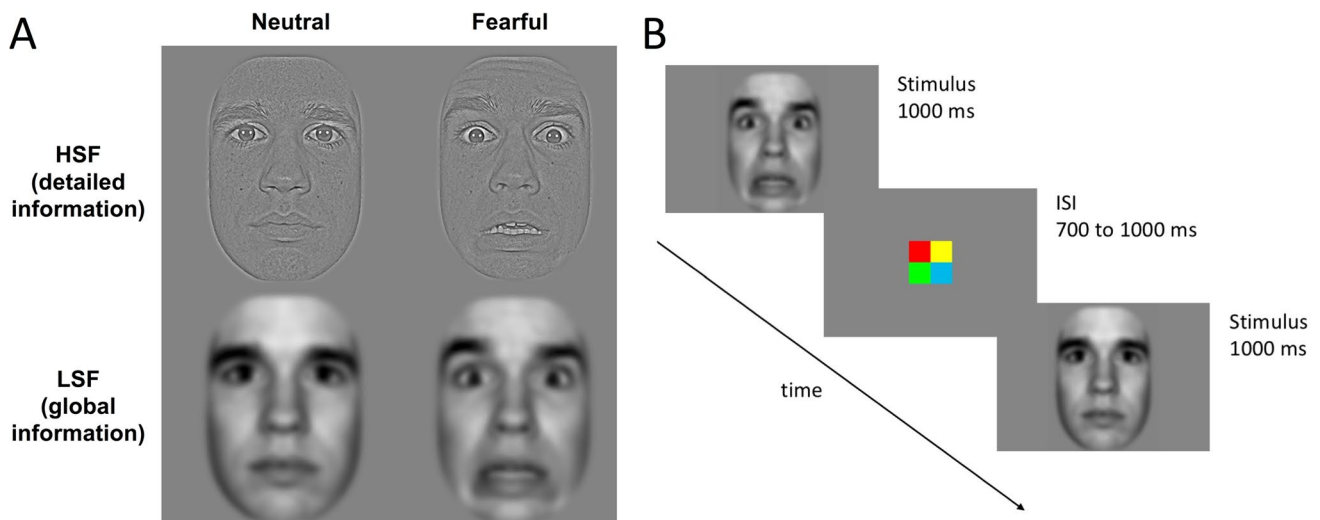 A
Neutral
Fearful
HSF
(detailed
information)
LSF
(global
information)
B
Stimulus
1000 ms
ISI
700 to 1000 ms
Stimulus
1000 ms
time